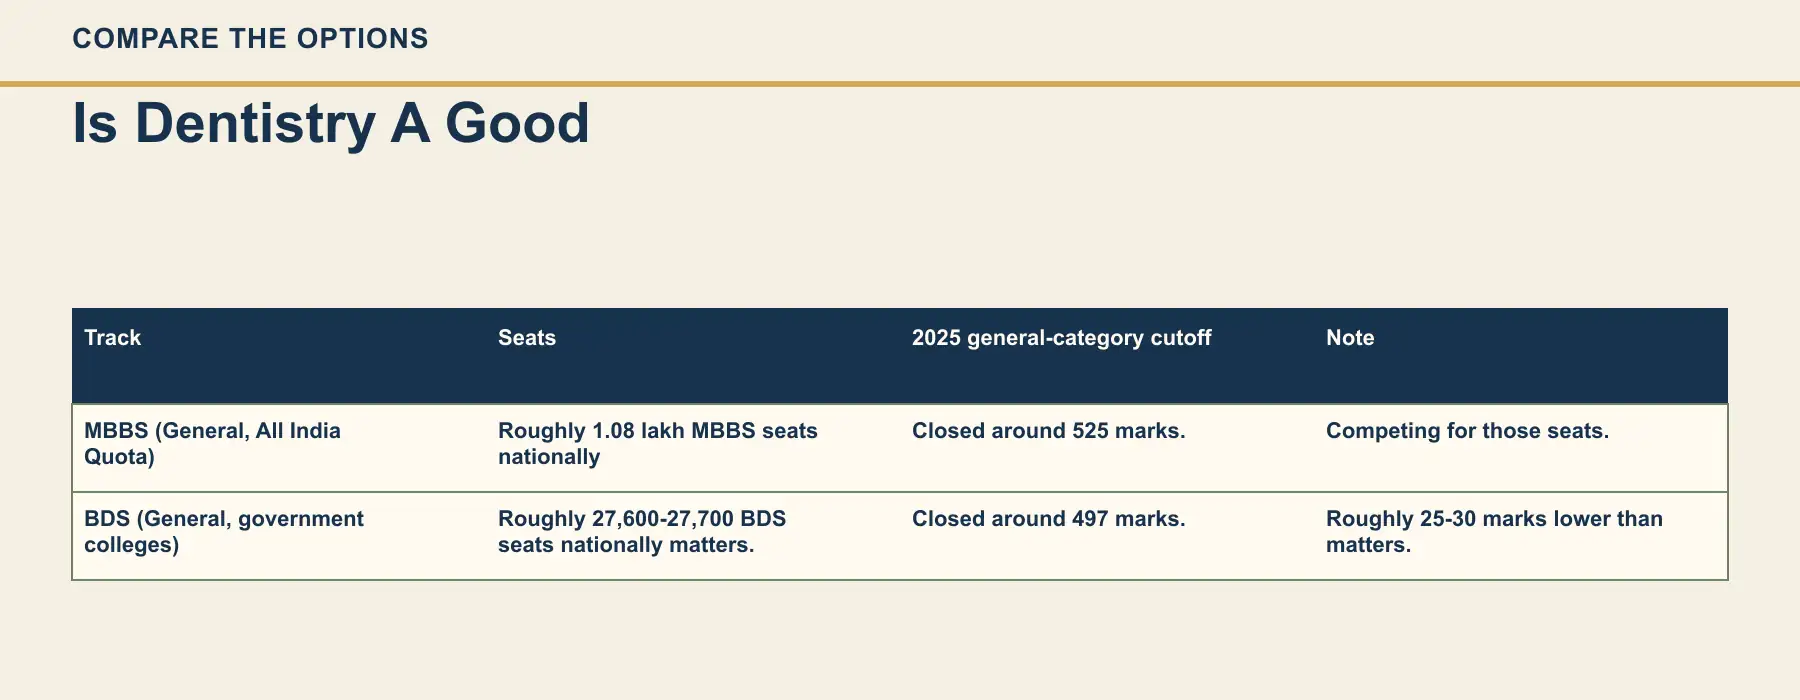 COMPARE THE OPTIONS
Is Dentistry A Good
Track
Seats
2025 general-category cutoff
Note
MBBS (General, All India
Quota)
Roughly 1.08 lakh MBBS seats
nationally
Closed around 525 marks.
Competing for those seats.
BDS (General, government
colleges)
Roughly 27,600-27,700 BDS
seats nationally matters.
Closed around 497 marks.
Roughly 25-30 marks lower than
matters.